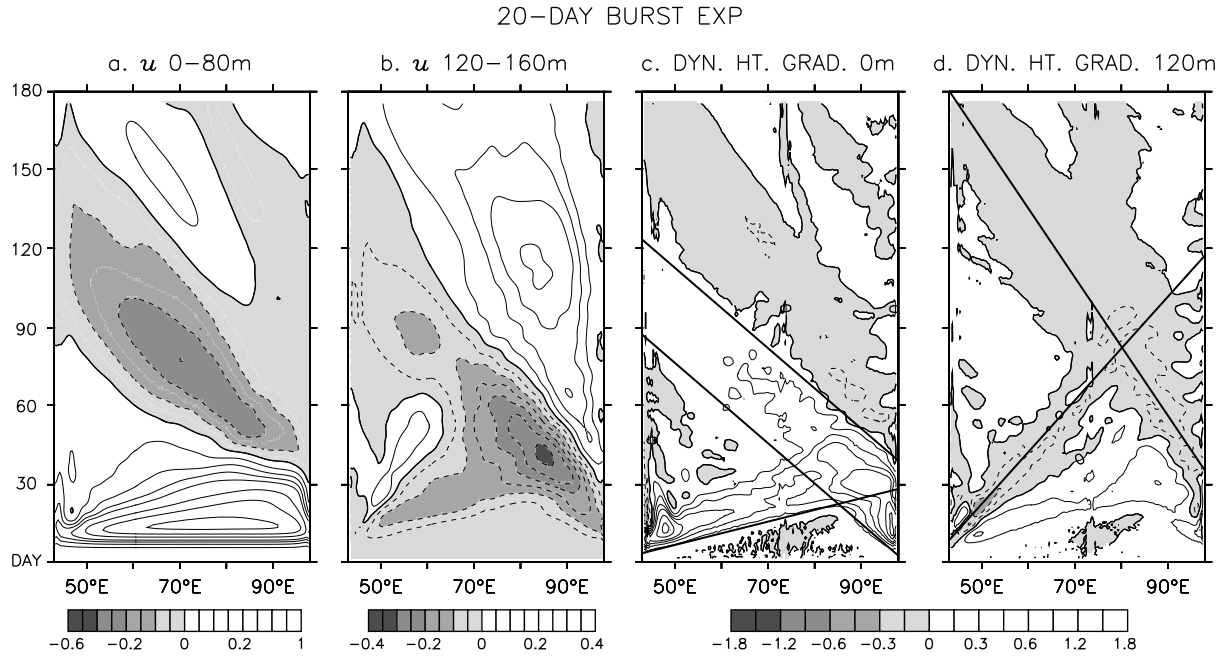 20-DAY BURST EXP
a. u 0-80m
b. u 120-160m
c. DYN. HT. GRAD. 0m
d. DYN. HT. GRAD. 120m
180
150
120
90
60
30
DAY
50°E 70°E 90°E
50°E 70°E 90°E
50°E 70°E 90°E
50°E 70°E 90°E
-0.6 -0.2 0 0.2 1
-0.4 -0.2 0 0.2 0.4
-1.8 -1.2 -0.6 -0.3 0 0.3 0.6 1.2 1.8